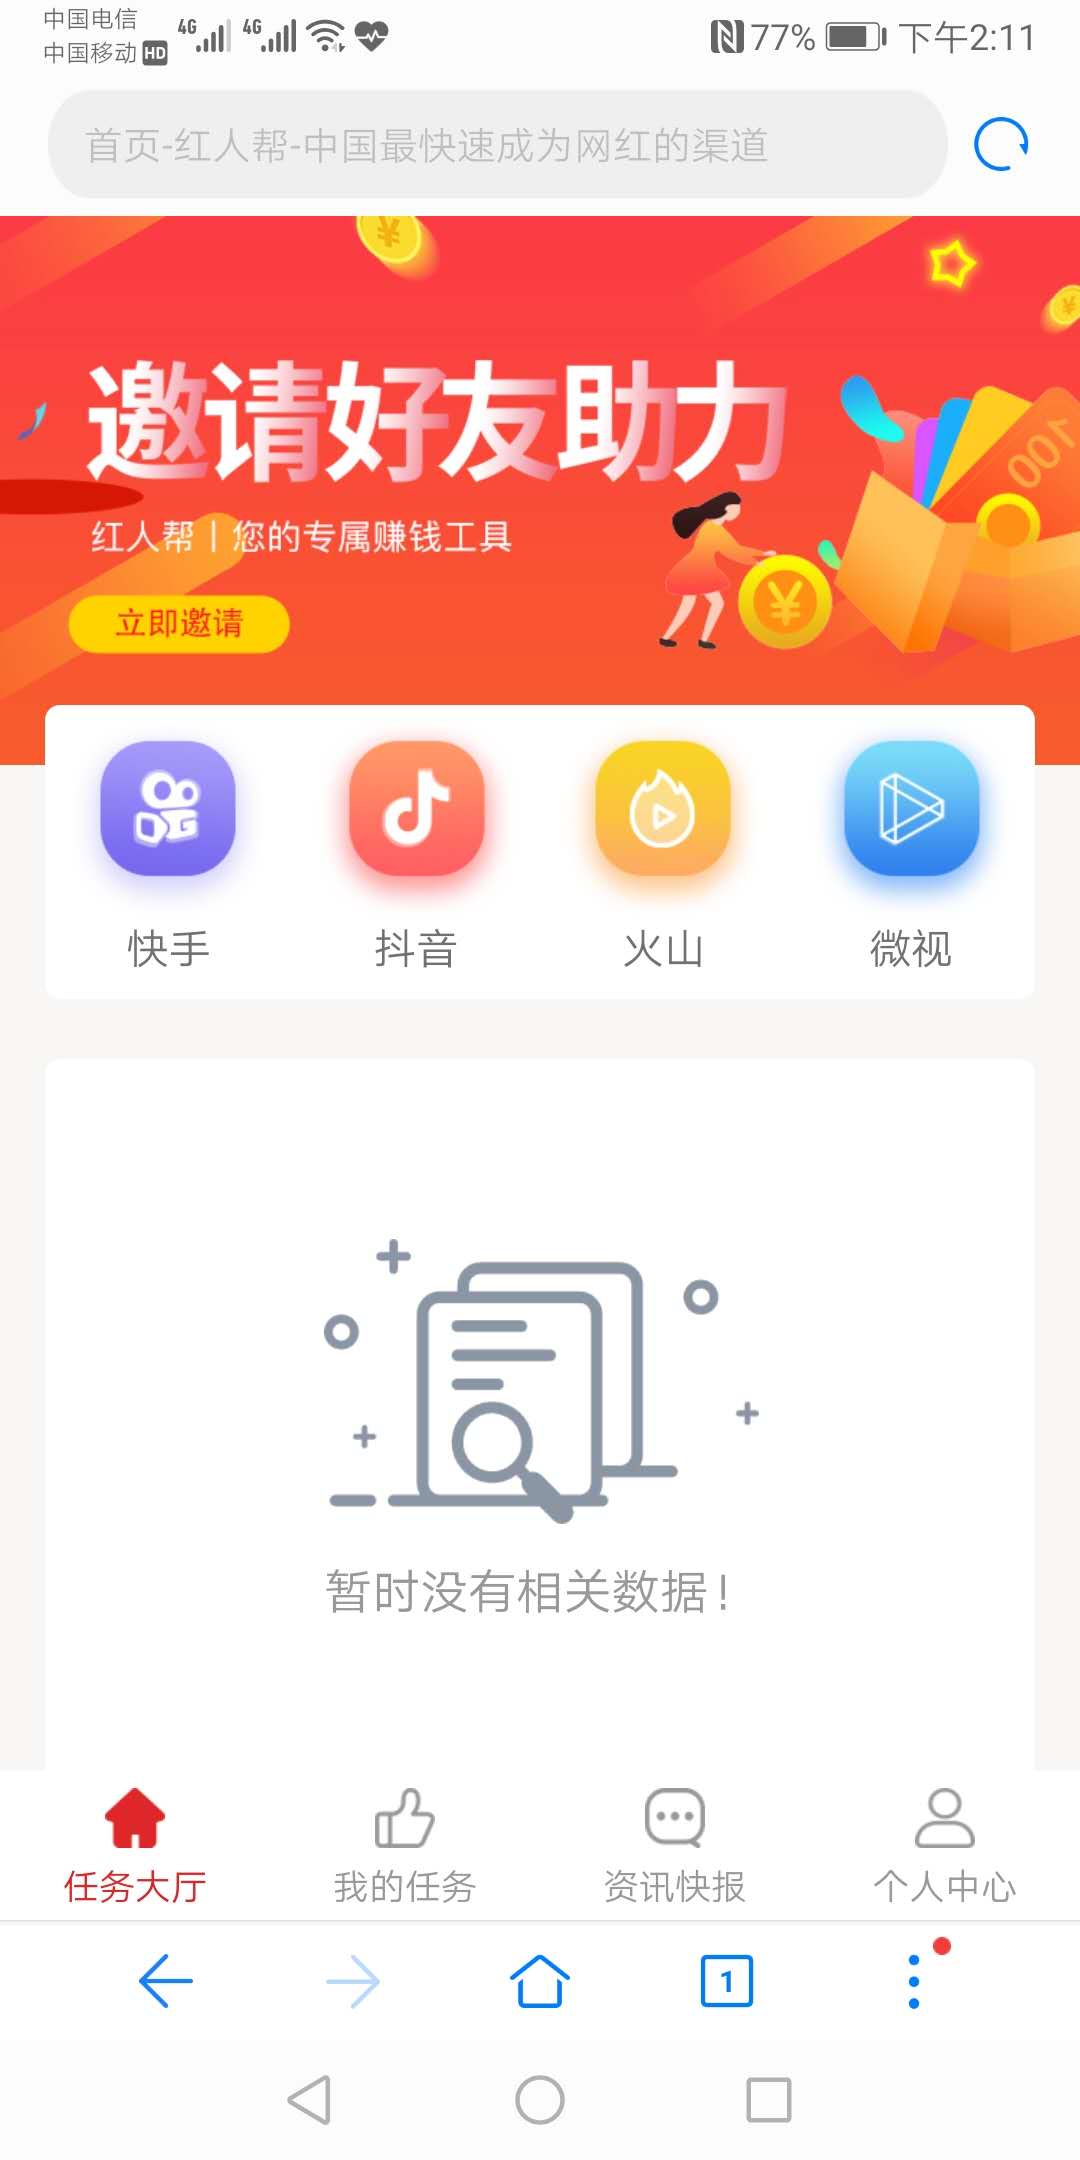 中国电信
中国移动 HD
4G 4G
77% 下午2:11
首页-红人帮-中国最快速成为网红的渠道
邀请好友助力
100
红人帮丨您的专属赚钱工具
立即邀请
快手 抖音 火山 微视
暂时没有相关数据!
任务大厅 我的任务 资讯快报 个人中心
1